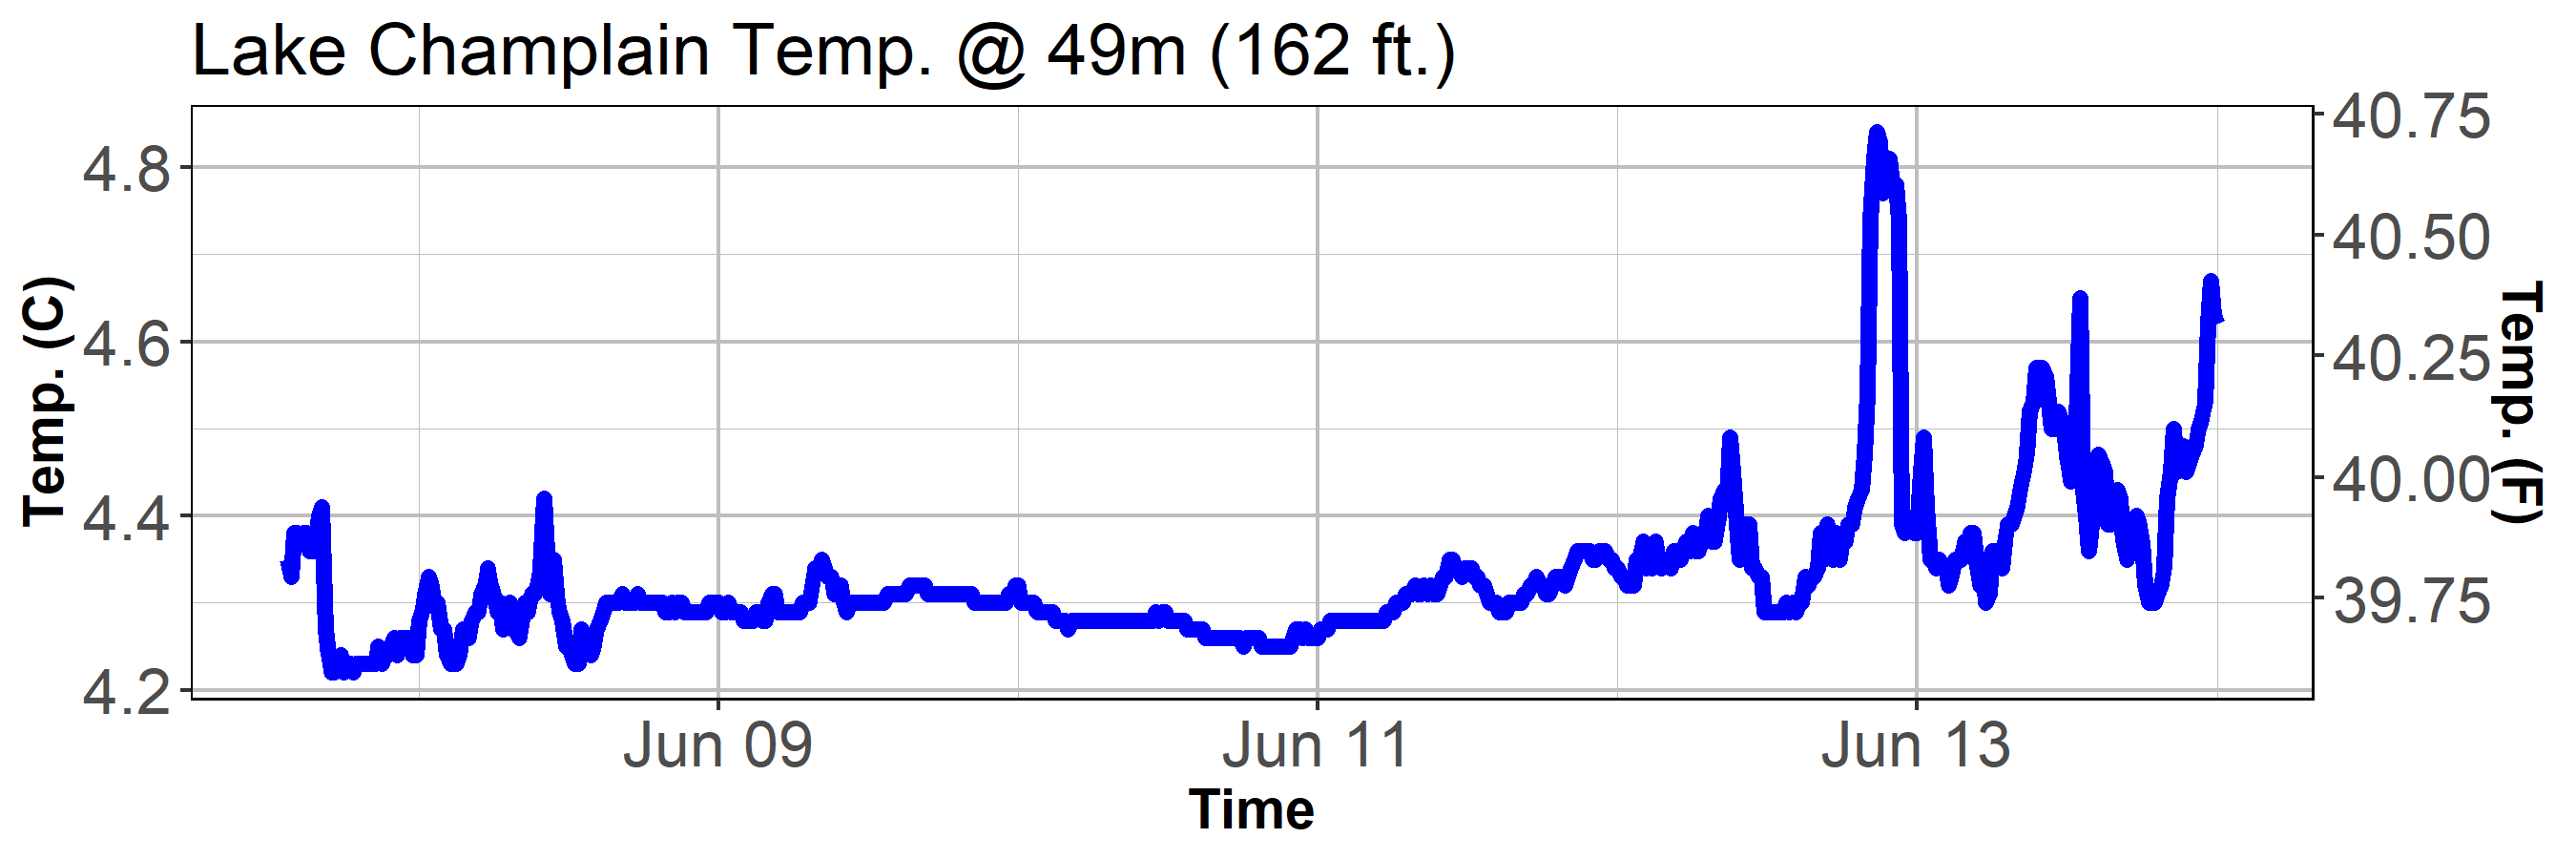 Lake Champlain Temp. @ 49m (162 ft.)
Temp. (C)
4.8
4.6
4.4
4.2
40.75
40.50
40.25
40.00
39.75
Temp. (F)
Jun 09
Jun 11
Jun 13
Time